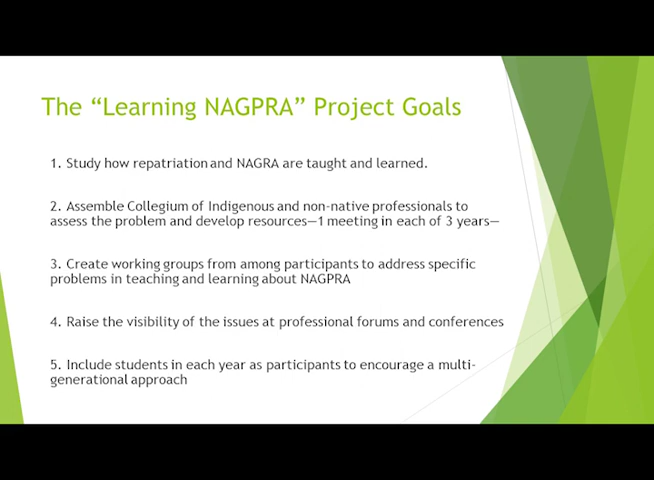 The “Learning NAGPRA” Project Goals
1. Study how repatriation and NAGRA are taught and learned.
2. Assemble Collegium of Indigenous and non-native professionals to
assess the problem and develop resources—1 meeting in each of 3 years—
3. Create working groups from among participants to address specific
problems in teaching and learning about NAGPRA
4. Raise the visibility of the issues at professional forums and conferences
5. Include students in each year as participants to encourage a multi-
generational approach